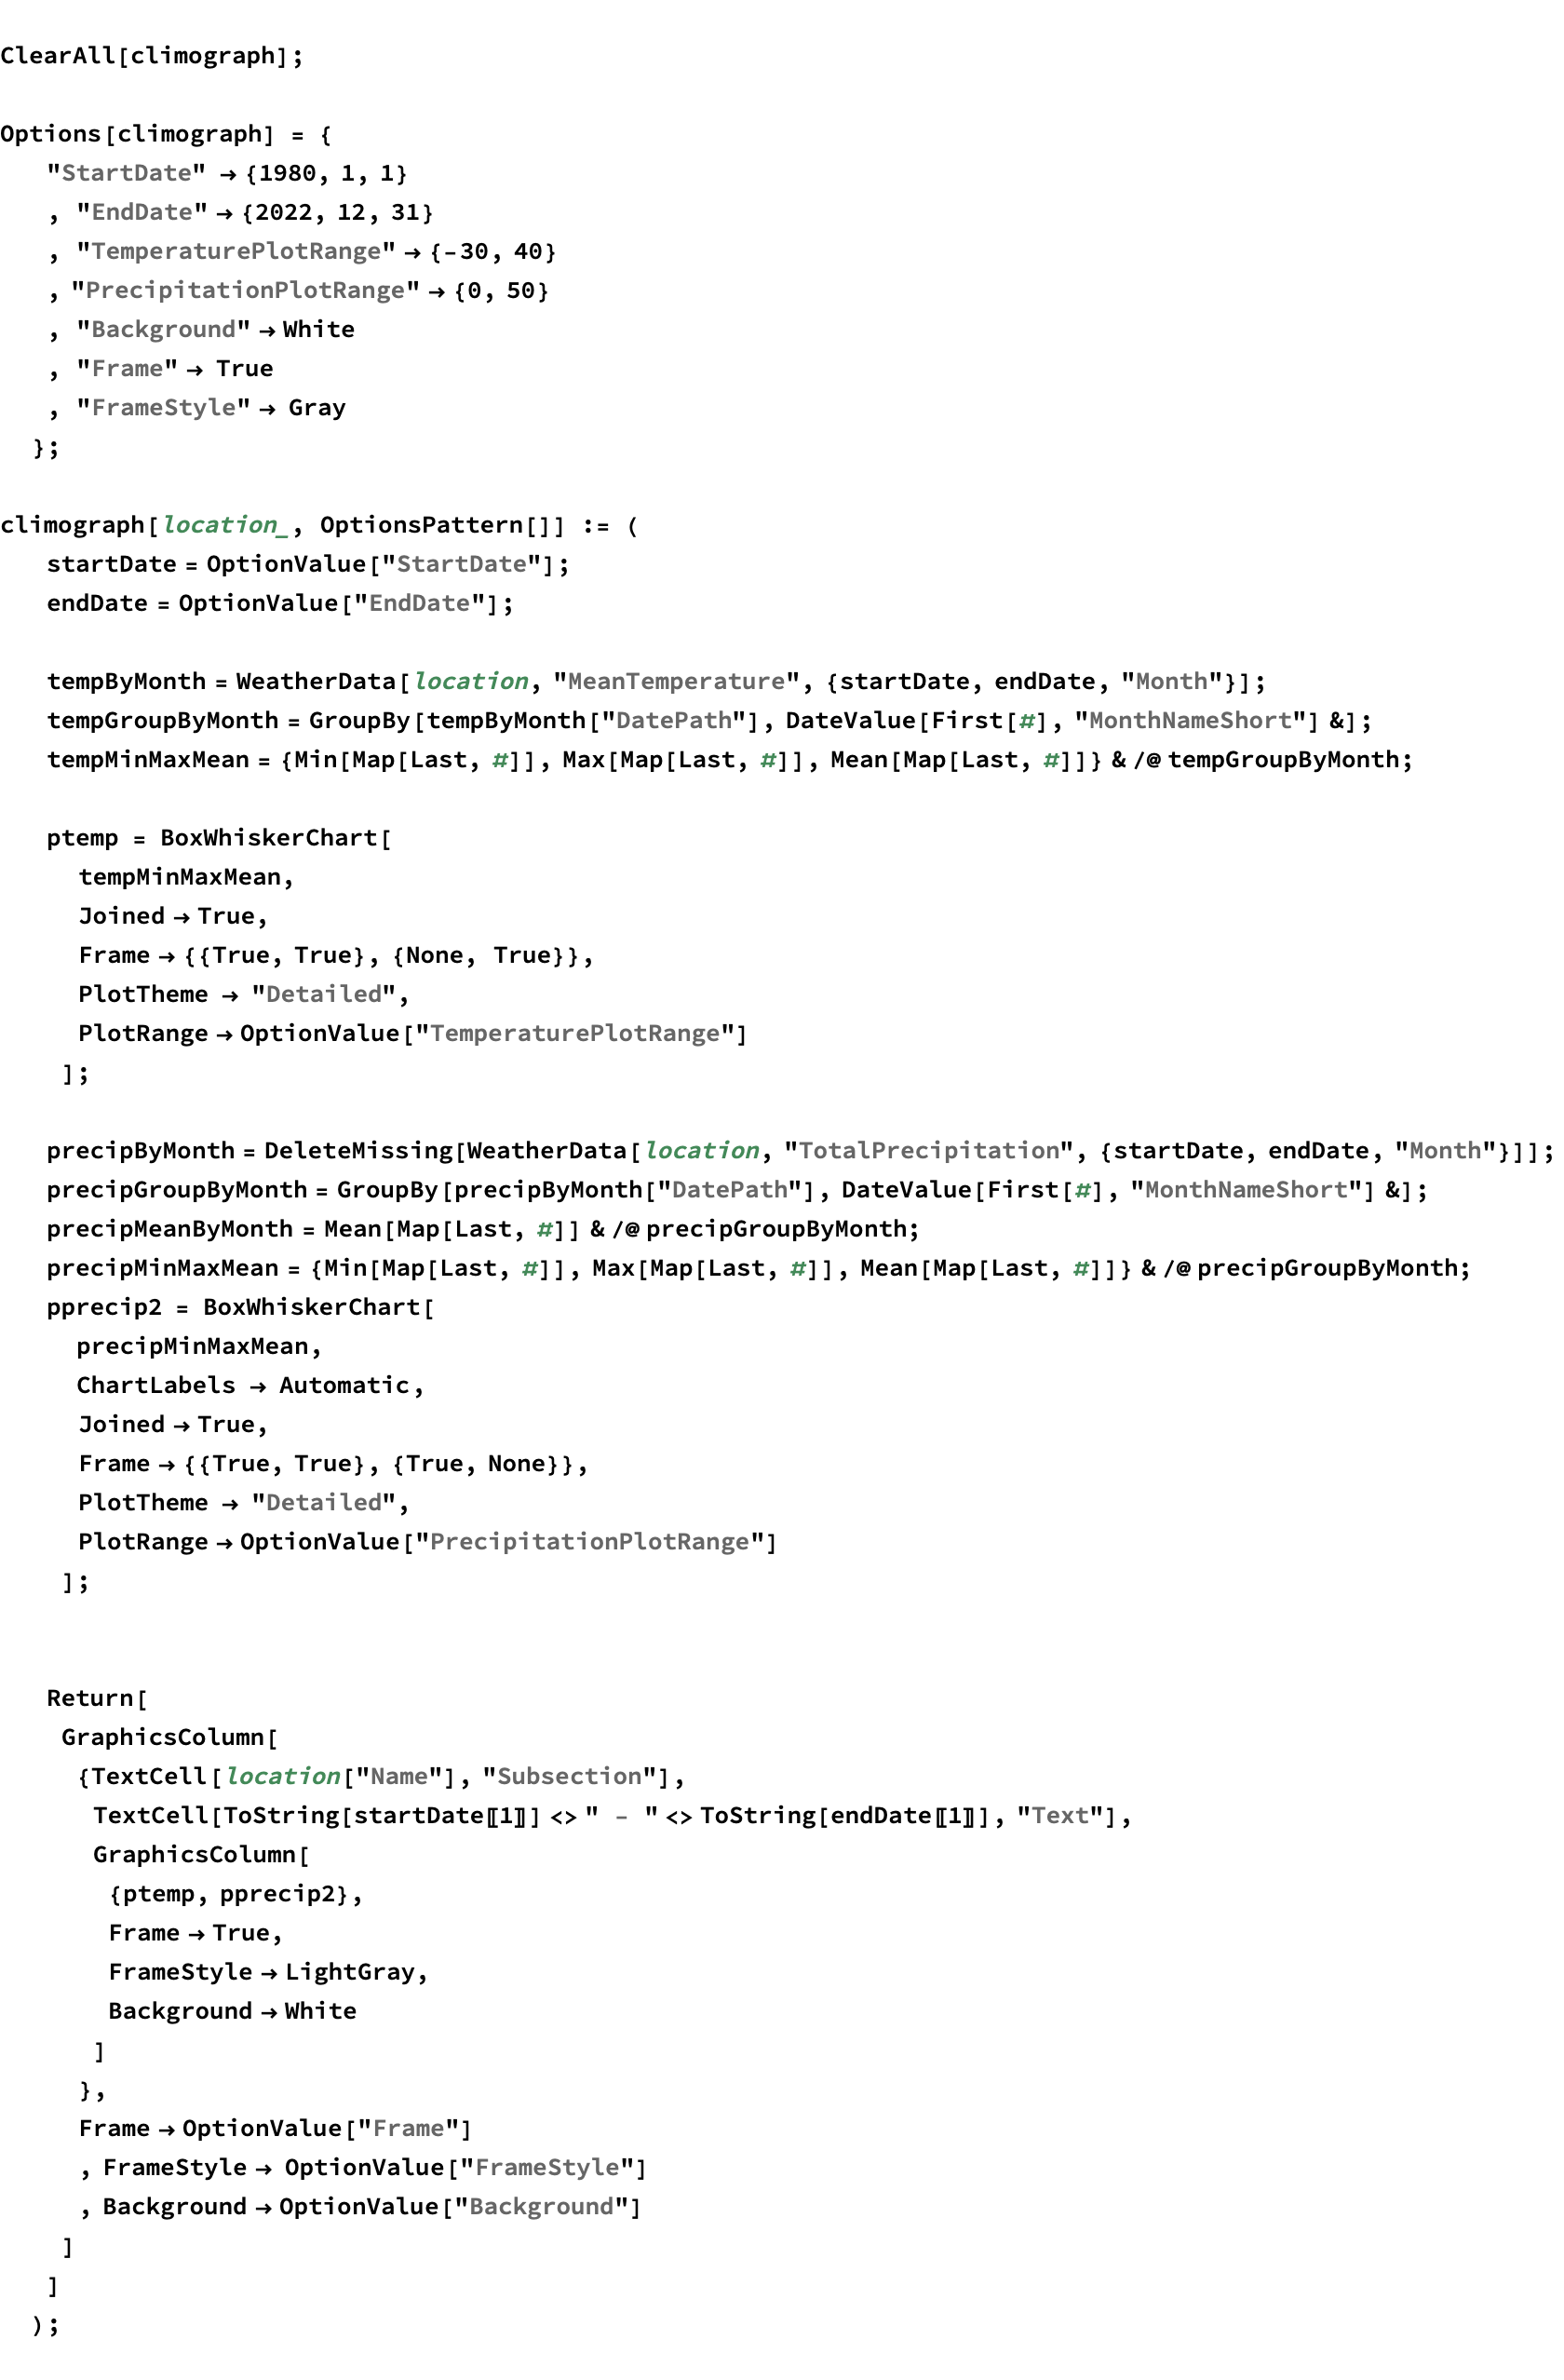 ClearAll[climograph];
Options[climograph] = {
"StartDate" → {1980, 1, 1}
, "EndDate" → {2022, 12, 31}
, "TemperaturePlotRange" → {-30, 40}
, "PrecipitationPlotRange" → {0, 50}
, "Background" → White
, "Frame" → True
, "FrameStyle" → Gray
};
climograph[location_, OptionsPattern[]] := (
startDate = OptionValue["StartDate"];
endDate = OptionValue["EndDate"];
tempByMonth = WeatherData[location, "MeanTemperature", {startDate, endDate, "Month"}];
tempGroupByMonth = GroupBy[tempByMonth["DatePath"], DateValue[First[#], "MonthNameShort"] &];
tempMinMaxMean = {Min[Map[Last, #]], Max[Map[Last, #]], Mean[Map[Last, #]]} & /@ tempGroupByMonth;
ptemp = BoxWhiskerChart[
tempMinMaxMean,
Joined → True,
Frame → {{True, True}, {None, True}},
PlotTheme → "Detailed",
PlotRange → OptionValue["TemperaturePlotRange"]
];
precipByMonth = DeleteMissing[WeatherData[location, "TotalPrecipitation", {startDate, endDate, "Month"}]];
precipGroupByMonth = GroupBy[precipByMonth["DatePath"], DateValue[First[#], "MonthNameShort"] &];
precipMeanByMonth = Mean[Map[Last, #]] & /@ precipGroupByMonth;
precipMinMaxMean = {Min[Map[Last, #]], Max[Map[Last, #]], Mean[Map[Last, #]]} & /@ precipGroupByMonth;
pprecip2 = BoxWhiskerChart[
precipMinMaxMean,
ChartLabels → Automatic,
Joined → True,
Frame → {{True, True}, {True, None}},
PlotTheme → "Detailed",
PlotRange → OptionValue["PrecipitationPlotRange"]
];
Return[
GraphicsColumn[
{TextCell[location["Name"], "Subsection"],
TextCell[ToString[startDate〚1〛] <> " - " <> ToString[endDate〚1〛], "Text"],
GraphicsColumn[
{ptemp, pprecip2},
Frame → True,
FrameStyle → LightGray,
Background → White
]
},
Frame → OptionValue["Frame"]
, FrameStyle → OptionValue["FrameStyle"]
, Background → OptionValue["Background"]
]
]
);